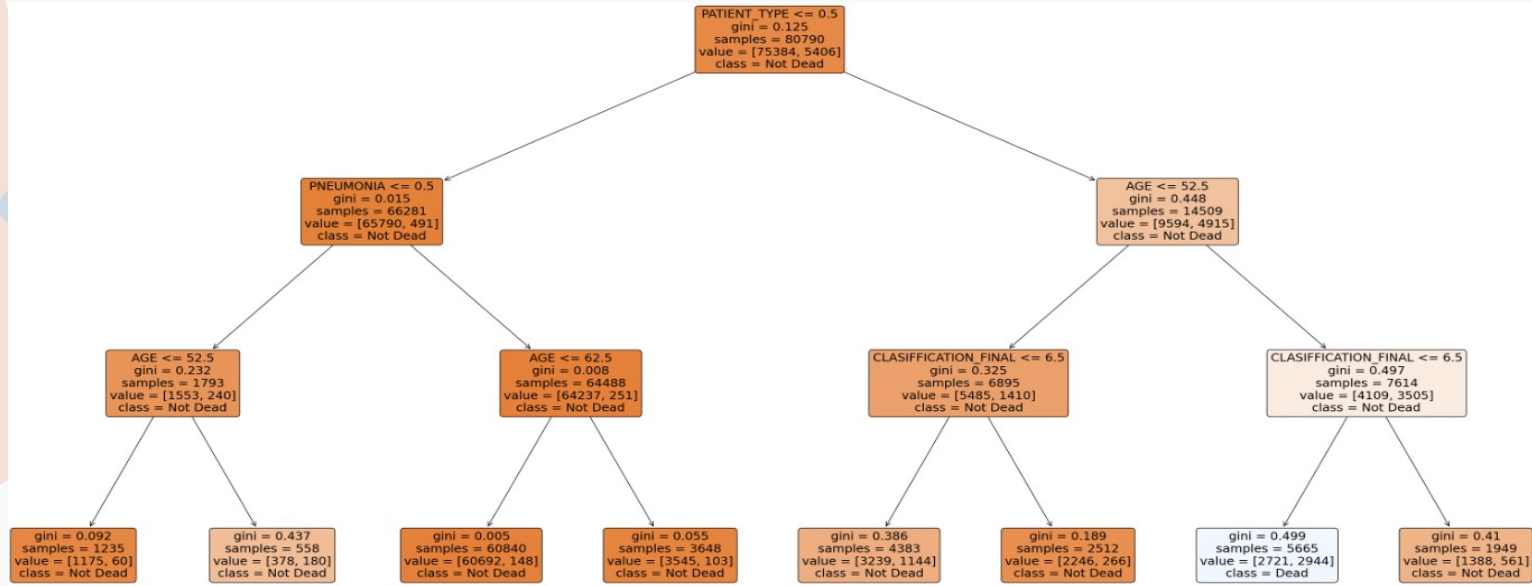 PATIENT_TYPE <= 0.5
gini = 0.125
samples = 80790
value = [75384, 5406]
class = Not Dead
PNEUMONIA <= 0.5
gini = 0.015
samples = 66281
value = [65790, 491]
class = Not Dead
AGE <= 52.5
gini = 0.448
samples = 14509
value = [9594, 4915]
class = Not Dead
AGE <= 52.5
gini = 0.232
samples = 1793
value = [1553, 240]
class = Not Dead
AGE <= 62.5
gini = 0.008
samples = 64488
value = [64237, 251]
class = Not Dead
CLASIFFICATION_FINAL <= 6.5
gini = 0.325
samples = 6895
value = [5485, 1410]
class = Not Dead
CLASIFFICATION_FINAL <= 6.5
gini = 0.497
samples = 7614
value = [4109, 3505]
class = Not Dead
gini = 0.092
samples = 1235
value = [1175, 60]
class = Not Dead
gini = 0.437
samples = 558
value = [378, 180]
class = Not Dead
gini = 0.005
samples = 60840
value = [60692, 148]
class = Not Dead
gini = 0.055
samples = 3648
value = [3545, 103]
class = Not Dead
gini = 0.386
samples = 4383
value = [3239, 1144]
class = Not Dead
gini = 0.189
samples = 2512
value = [2246, 266]
class = Not Dead
gini = 0.499
samples = 5665
value = [2721, 2944]
class = Dead
gini = 0.41
samples = 1949
value = [1388, 561]
class = Not Dead